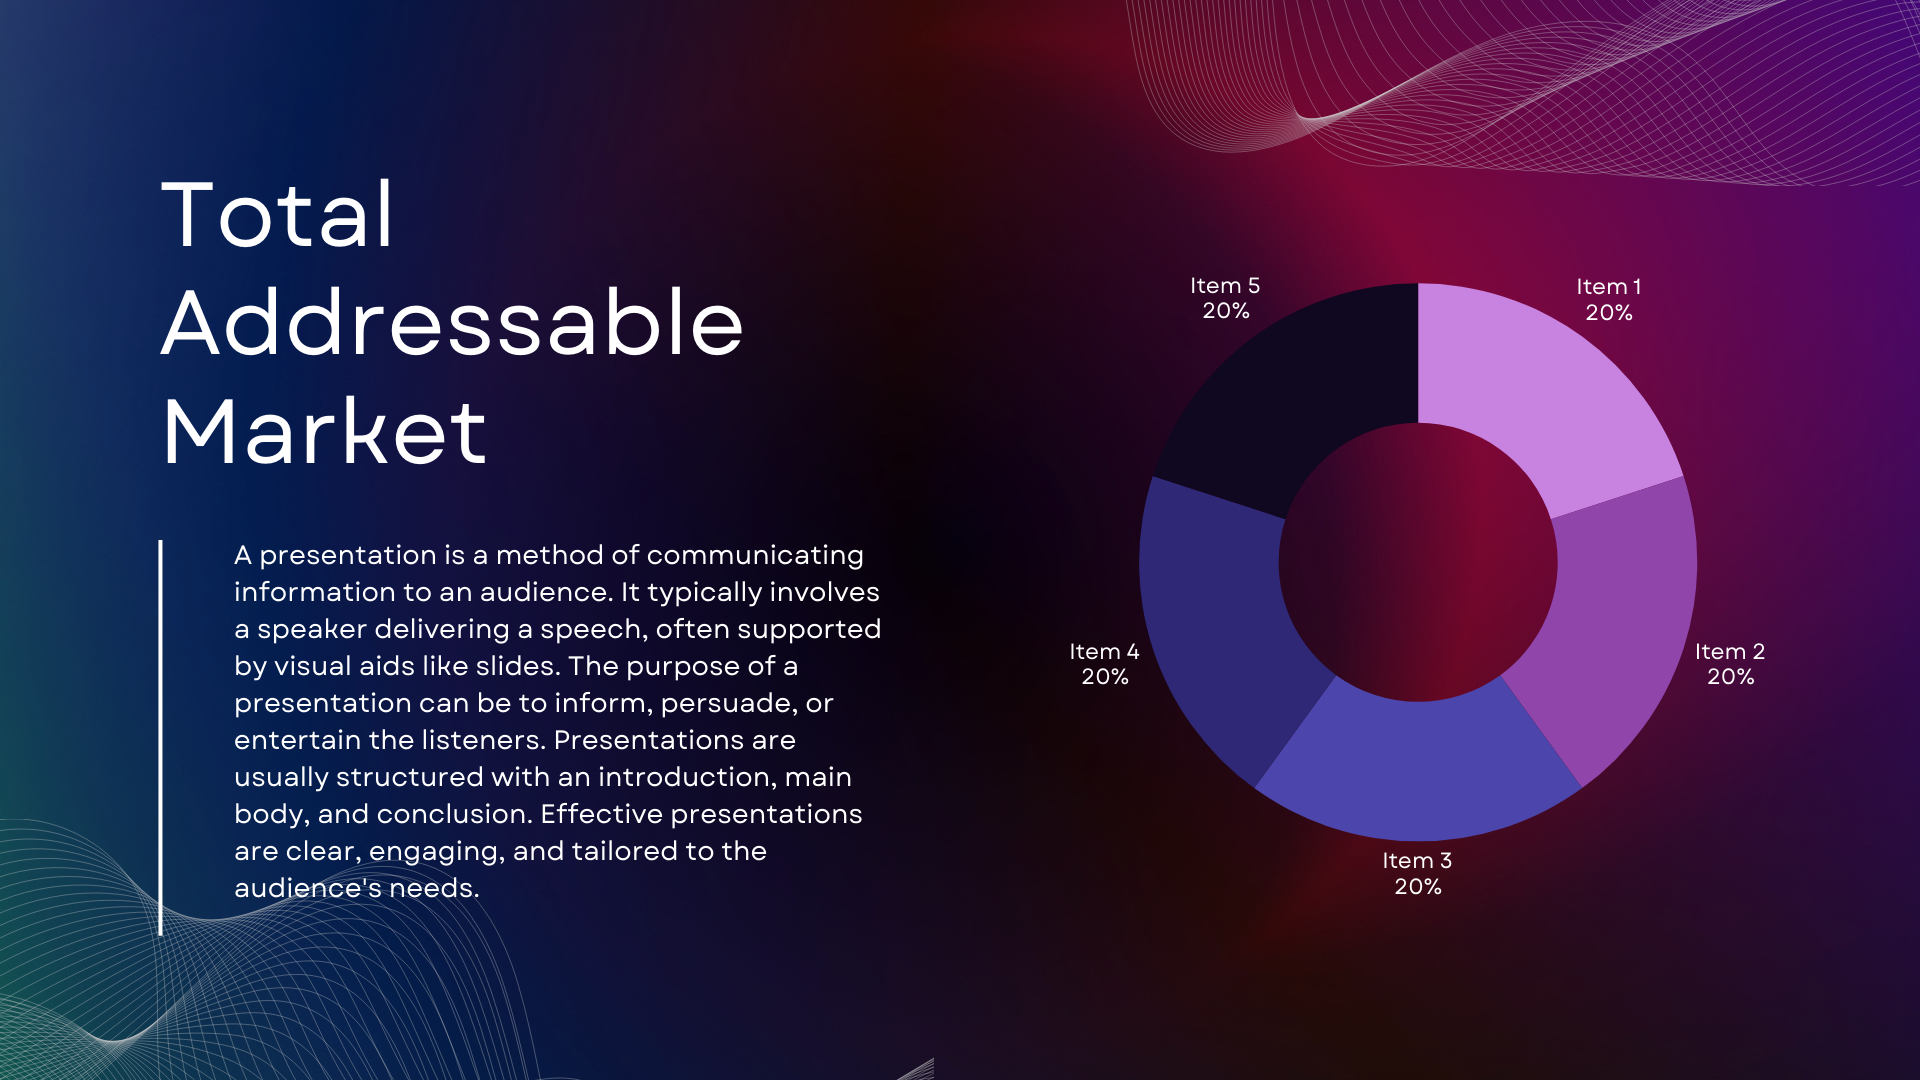 Total
Addressable
Market
A presentation is a method of communicating
information to an audience. It typically involves
a speaker delivering a speech, often supported
by visual aids like slides. The purpose of a
presentation can be to inform, persuade, or
entertain the listeners. Presentations are
usually structured with an introduction, main
body, and conclusion. Effective presentations
are clear, engaging, and tailored to the
audience's needs.
Item 1
20%
Item 2
20%
Item 3
20%
Item 4
20%
Item 5
20%